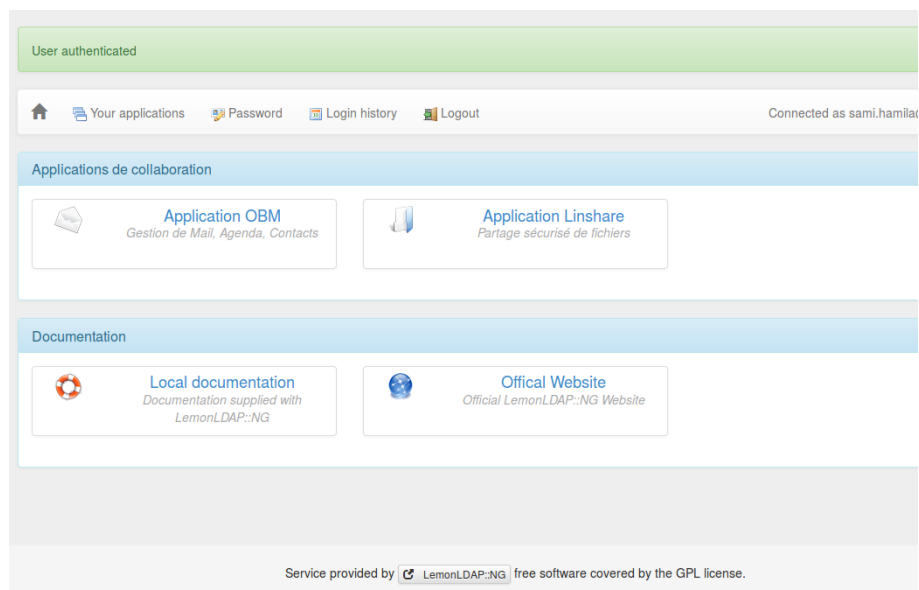 User authenticated
Your applications Password Login history Logout Connected as
Applications de collaboration
Application OBM
Gestion de Mail, Agenda, Contacts
Application Linshare
Partage sécurisé de fichiers
Documentation
Local documentation
Documentation supplied with
LemonLDAP::NG
Offical Website
Official LemonLDAP::NG Website
Service provided by LemonLDAP::NG free software covered by the GPL license.